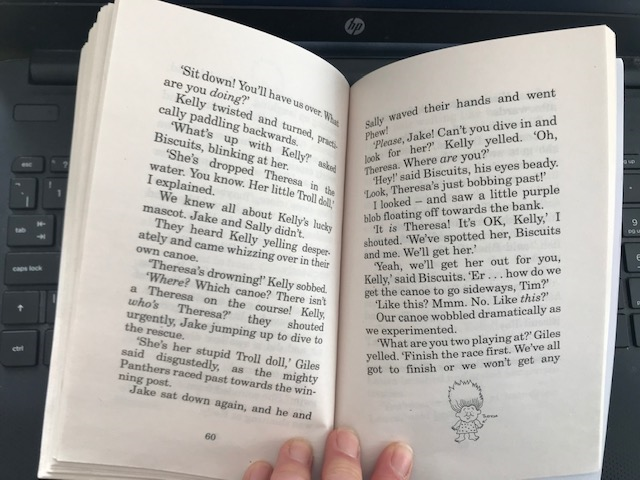 hp
esc
?
!
1
tab
caps lock
ctrl
'Sit down! You'll have us over. What
are you doing?'
Kelly twisted and turned, practi-
cally paddling backwards.
'What's up with Kelly?' asked
Biscuits, blinking at her.
'She's dropped Theresa in the
water. You know. Her little Troll doll,'
I explained.
We knew all about Kelly's lucky
mascot. Jake and Sally didn't.
They heard Kelly yelling desper-
ately and came whizzing over in their
own canoe.
'Theresa's drowning!' Kelly sobbed.
'Where? Which canoe? There isn't
a Theresa on the course! Kelly,
who's Theresa?' they shouted
urgently, Jake jumping up to dive to
the rescue.
'She's her stupid Troll doll,' Giles
said disgustedly, as the mighty
Panthers raced past towards the win-
ning post.
Jake sat down again, and he and
60
Sally waved their hands and went
Phew!
'Please, Jake! Can't you dive in and
look for her?' Kelly yelled. 'Oh,
Theresa. Where are you?'
'Hey!' said Biscuits, his eyes beady.
'Look, Theresa's just bobbing past!'
I looked – and saw a little purple
blob floating off towards the bank.
'It is Theresa! It's OK, Kelly,' I
shouted. 'We've spotted her, Biscuits
and me. We'll get her.'
'Yeah, we'll get her out for you,
Kelly,' said Biscuits. 'Er . . . how do we
get the canoe to go sideways, Tim?'
'Like this? Mmm. No. Like this?'
Our canoe wobbled dramatically as
we experimented.
'What are you two playing at?' Giles
yelled. 'Finish the race first. We've all
got to finish or we won't get any
Theresa